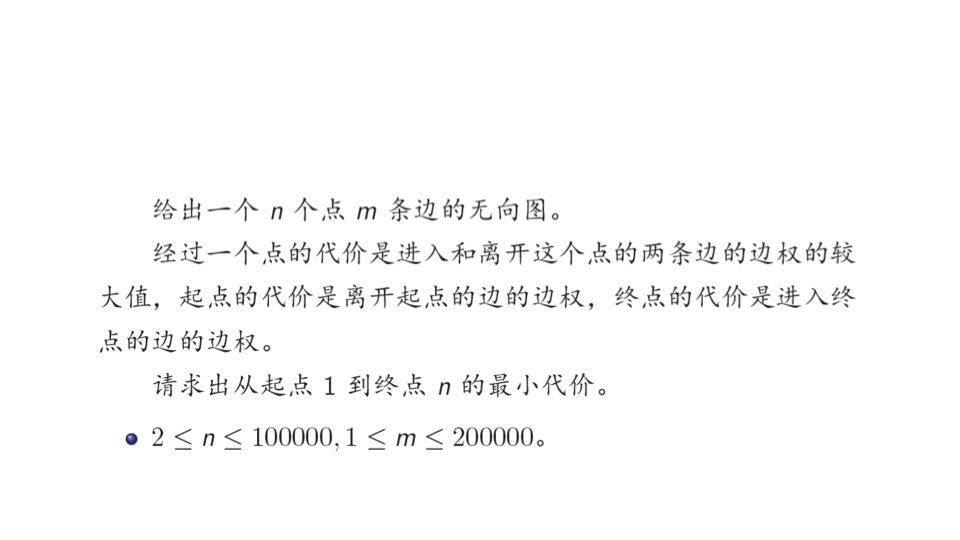 给出一个 n 个点 m 条边的无向图。
经过一个点的代价是进入和离开这个点的两条边的边权的较
大值，起点的代价是离开起点的边的边权，终点的代价是进入终
点的边的边权。
请求出从起点 1 到终点 n 的最小代价。
2 ≤ n ≤ 100000, 1 ≤ m ≤ 200000。